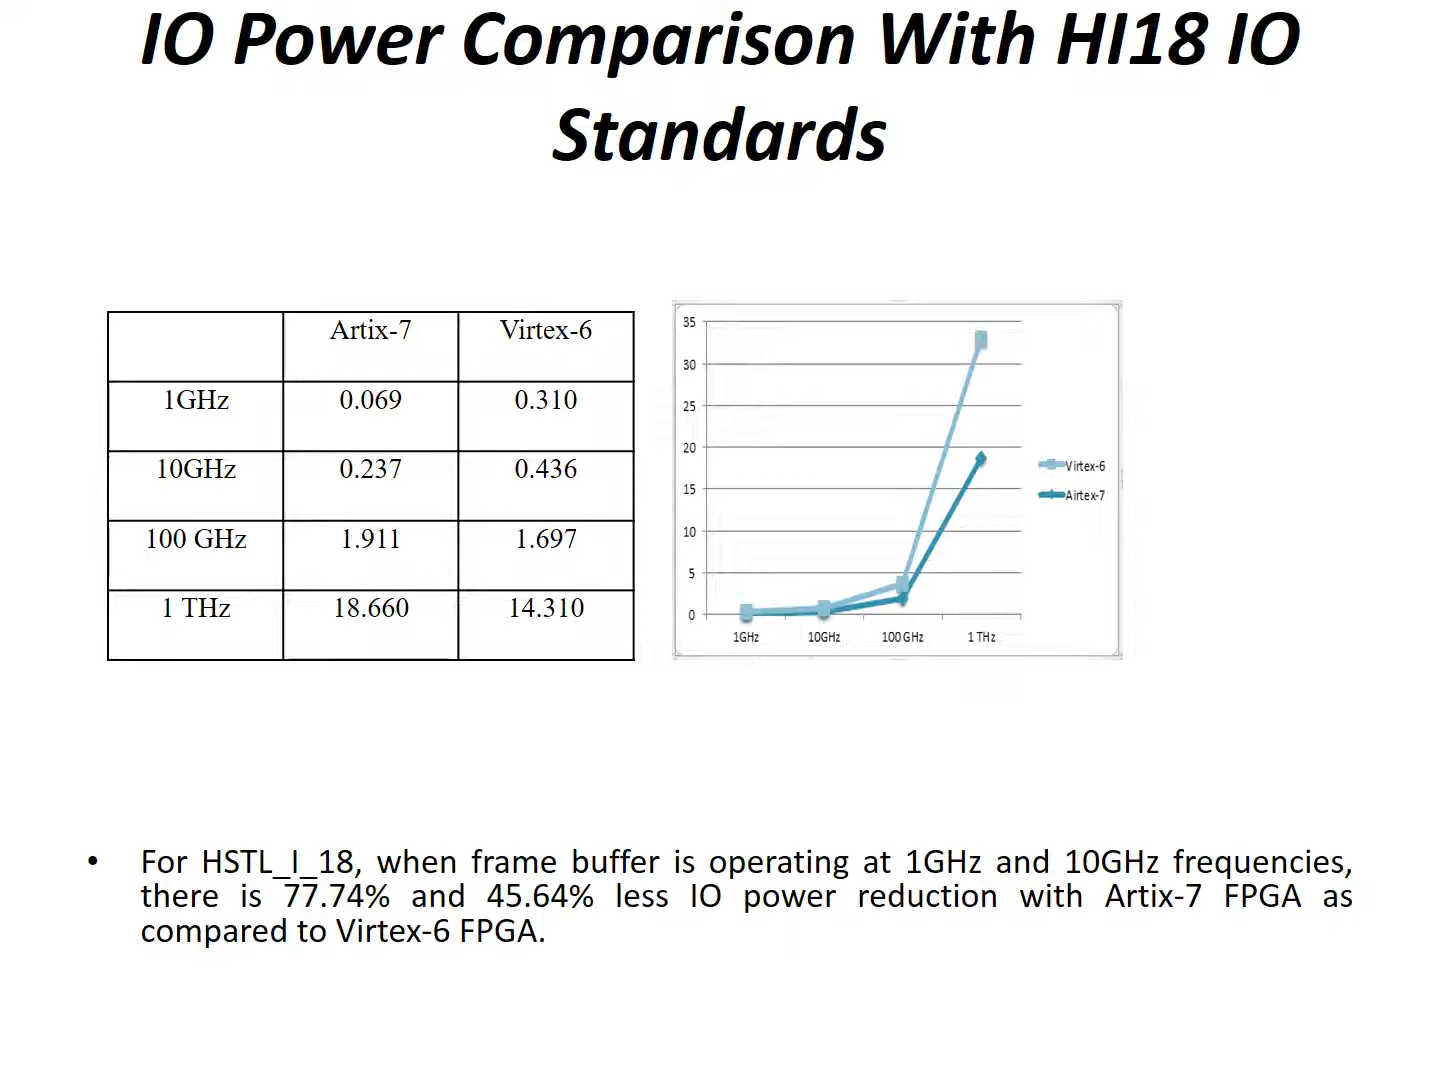 IO Power Comparison With HI18 IO
Standards
Artix-7 Virtex-6
1GHz 0.069 0.310
10GHz 0.237 0.436
100 GHz 1.911 1.697
1 THz 18.660 14.310
35
30
25
20
15
10
5
0
1GHz 10GHz 100 GHz 1 THz
Virtex-6
Airtex-7
• For HSTL_I_18, when frame buffer is operating at 1GHz and 10GHz frequencies,
there is 77.74% and 45.64% less IO power reduction with Artix-7 FPGA as
compared to Virtex-6 FPGA.